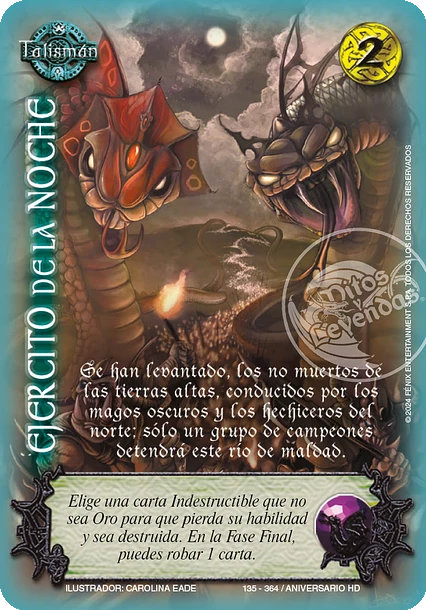 Talismán
2
EJERCITO DE LA NOCHE
Se han levantado, los no muertos de
las tierras altas, conducidos por los
magos oscuros y los hechiceros del
norte; sólo un grupo de campeones
detendrá este río de maldad.
Mitos y
Leyendas
© 2024 FÉNIX ENTERTAINMENT S.P.A. TODOS LOS DERECHOS RESERVADOS
Elige una carta Indestructible que no
sea Oro para que pierda su habilidad
y sea destruida. En la Fase Final,
puedes robar 1 carta.
ILUSTRADOR: CAROLINA EADE
135 - 364 / ANIVERSARIO HD